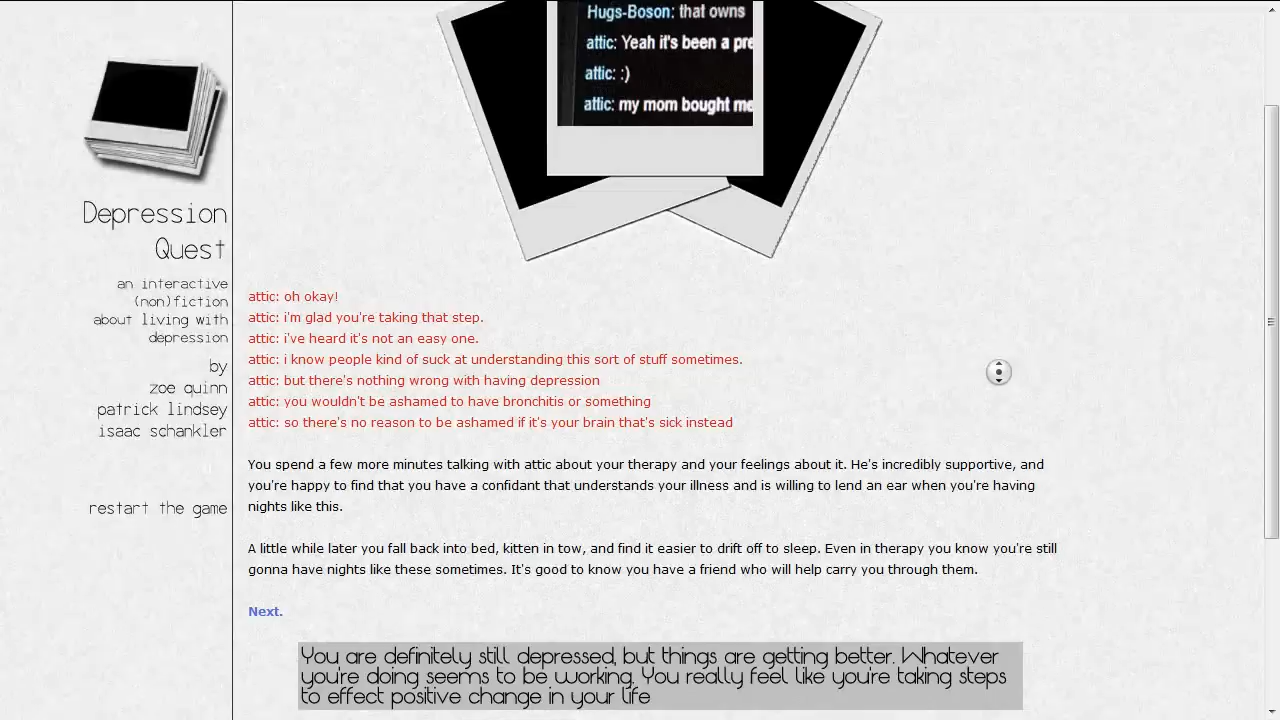 Hugs-Boson: that owns
attic: Yeah it's been a pre
attic: :)
attic: my mom bought me
Depression
Quest
an interactive
(non)fiction
about living with
depression
by
zoe quinn
patrick lindsey
isaac schankler
restart the game
attic: oh okay!
attic: i'm glad you're taking that step.
attic: i've heard it's not an easy one.
attic: i know people kind of suck at understanding this sort of stuff sometimes.
attic: but there's nothing wrong with having depression
attic: you wouldn't be ashamed to have bronchitis or something
attic: so there's no reason to be ashamed if it's your brain that's sick instead
You spend a few more minutes talking with attic about your therapy and your feelings about it. He's incredibly supportive, and
you're happy to find that you have a confidant that understands your illness and is willing to lend an ear when you're having
nights like this.
A little while later you fall back into bed, kitten in tow, and find it easier to drift off to sleep. Even in therapy you know you're still
gonna have nights like these sometimes. It's good to know you have a friend who will help carry you through them.
Next.
You are definitely still depressed, but things are getting better. Whatever
you're doing seems to be working. You really feel like you're taking steps
to effect positive change in your life